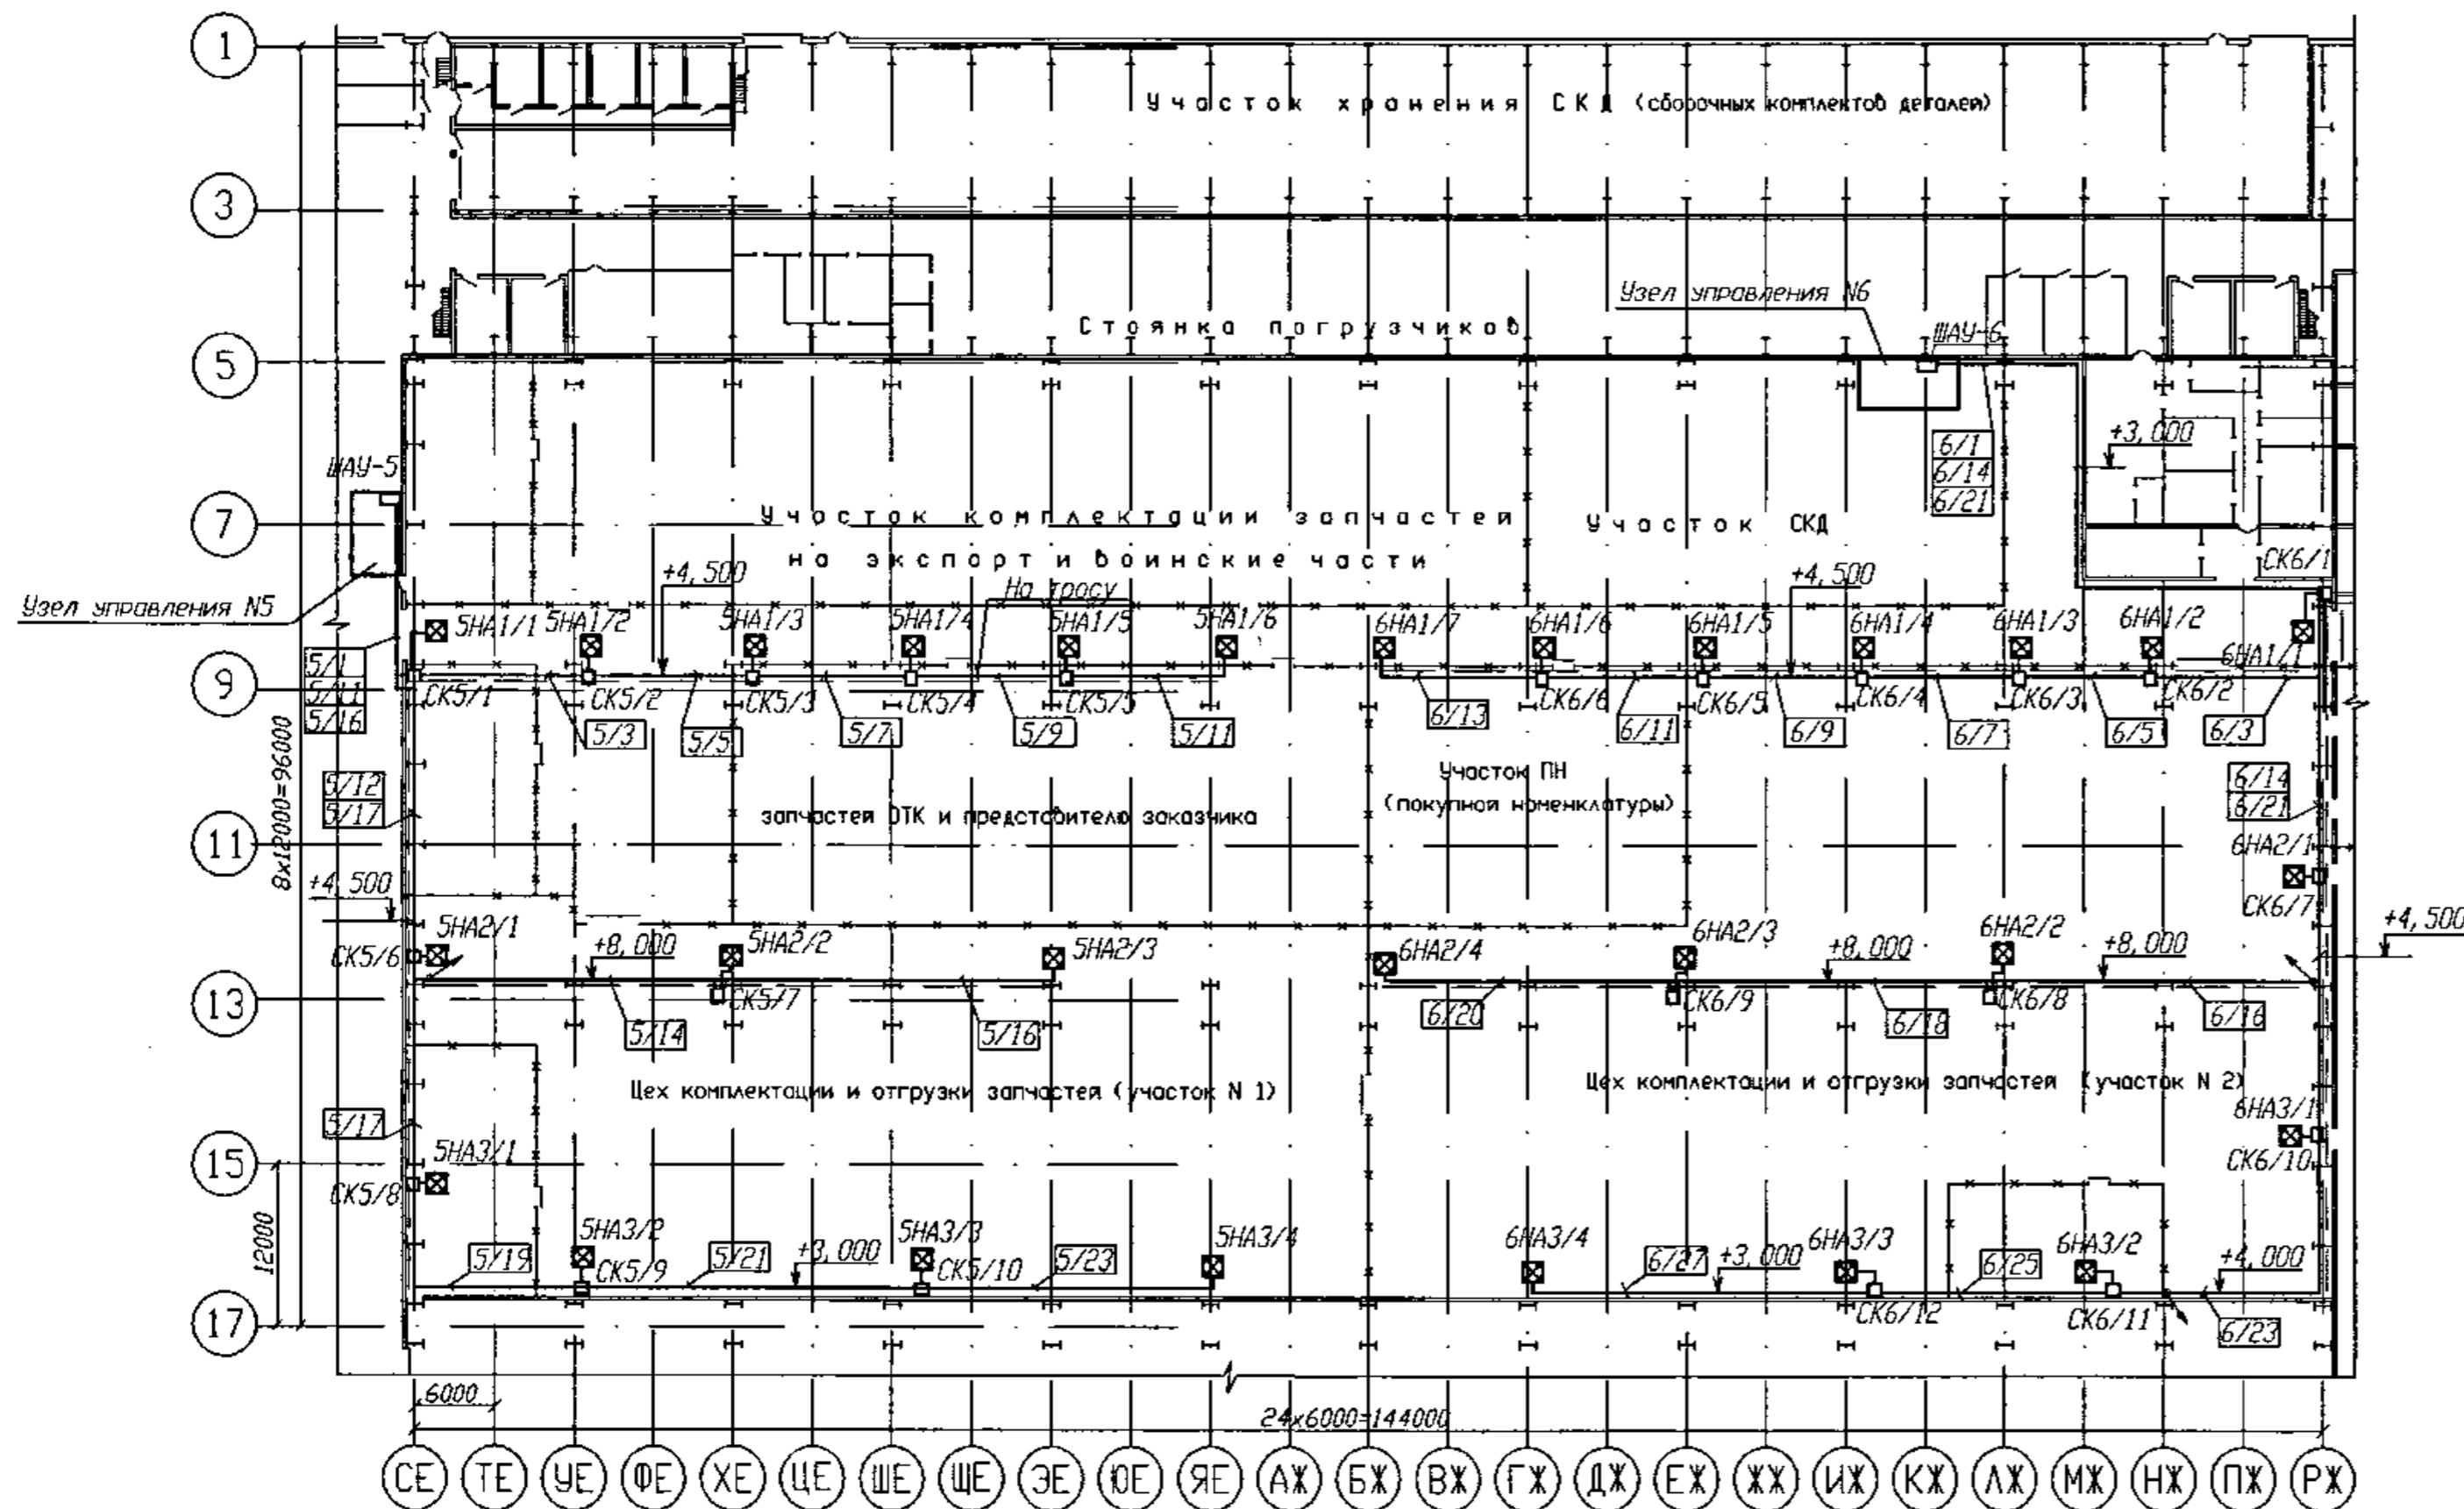 1
Участок хранения СКД (сборочных комплектов деталей)
3
Узел управления N6
Стоянка погрузчиков
ШАУ-6
5
6/1
6/14
6/21
+3,000
ШАУ-5
7
Участок комплектации запчастей
на экспорт и воинские части
Участок СКД
СК6/1
Узел управления N5
+4,500
На тросу
+4,500
5НА1/1
5НА1/2
5НА1/3
5НА1/4
5НА1/5
5НА1/6
6НА1/7
6НА1/6
6НА1/5
6НА1/4
6НА1/3
6НА1/2
6НА1/1
5/1
5/11
5/16
9
СК5/1
СК5/2
СК5/3
СК5/4
СК5/5
СК6/6
СК6/5
СК6/4
СК6/3
СК6/2
5/3
5/5
5/7
5/9
5/11
6/13
6/11
6/9
6/7
6/5
6/3
5/12
5/17
8х12000=96000
Участок ПН
(покупной номенклатуры)
запчастей ОТК и представителю заказчика
6/14
6/21
11
6НА2/1
СК6/7
+4,500
+4,500
5НА2/1
СК5/6
+8,000
5НА2/2
5НА2/3
6НА2/4
6НА2/3
+8,000
6НА2/2
+8,000
13
СК5/7
СК6/9
СК6/8
5/14
5/16
6/20
6/18
6/16
Цех комплектации и отгрузки запчастей (участок N 1)
Цех комплектации и отгрузки запчастей (участок N 2)
5/17
6НА3/1
СК6/10
15
5НА3/1
СК5/8
12000
5/19
5НА3/2
СК5/9
5/21
+3,000
5НА3/3
СК5/10
5/23
5НА3/4
6НА3/4
6/27
+3,000
6НА3/3
СК6/12
6/25
6НА3/2
СК6/11
+4,000
6/23
17
6000
24х6000=144000
СЕ ТЕ УЕ ФЕ ХЕ ЦЕ ШЕ ЩЕ ЭЕ ЮЕ ЯЕ АЖ БЖ ВЖ ГЖ ДЖ ЕЖ ЖЖ ИЖ КЖ ЛЖ МЖ НЖ ПЖ РЖ